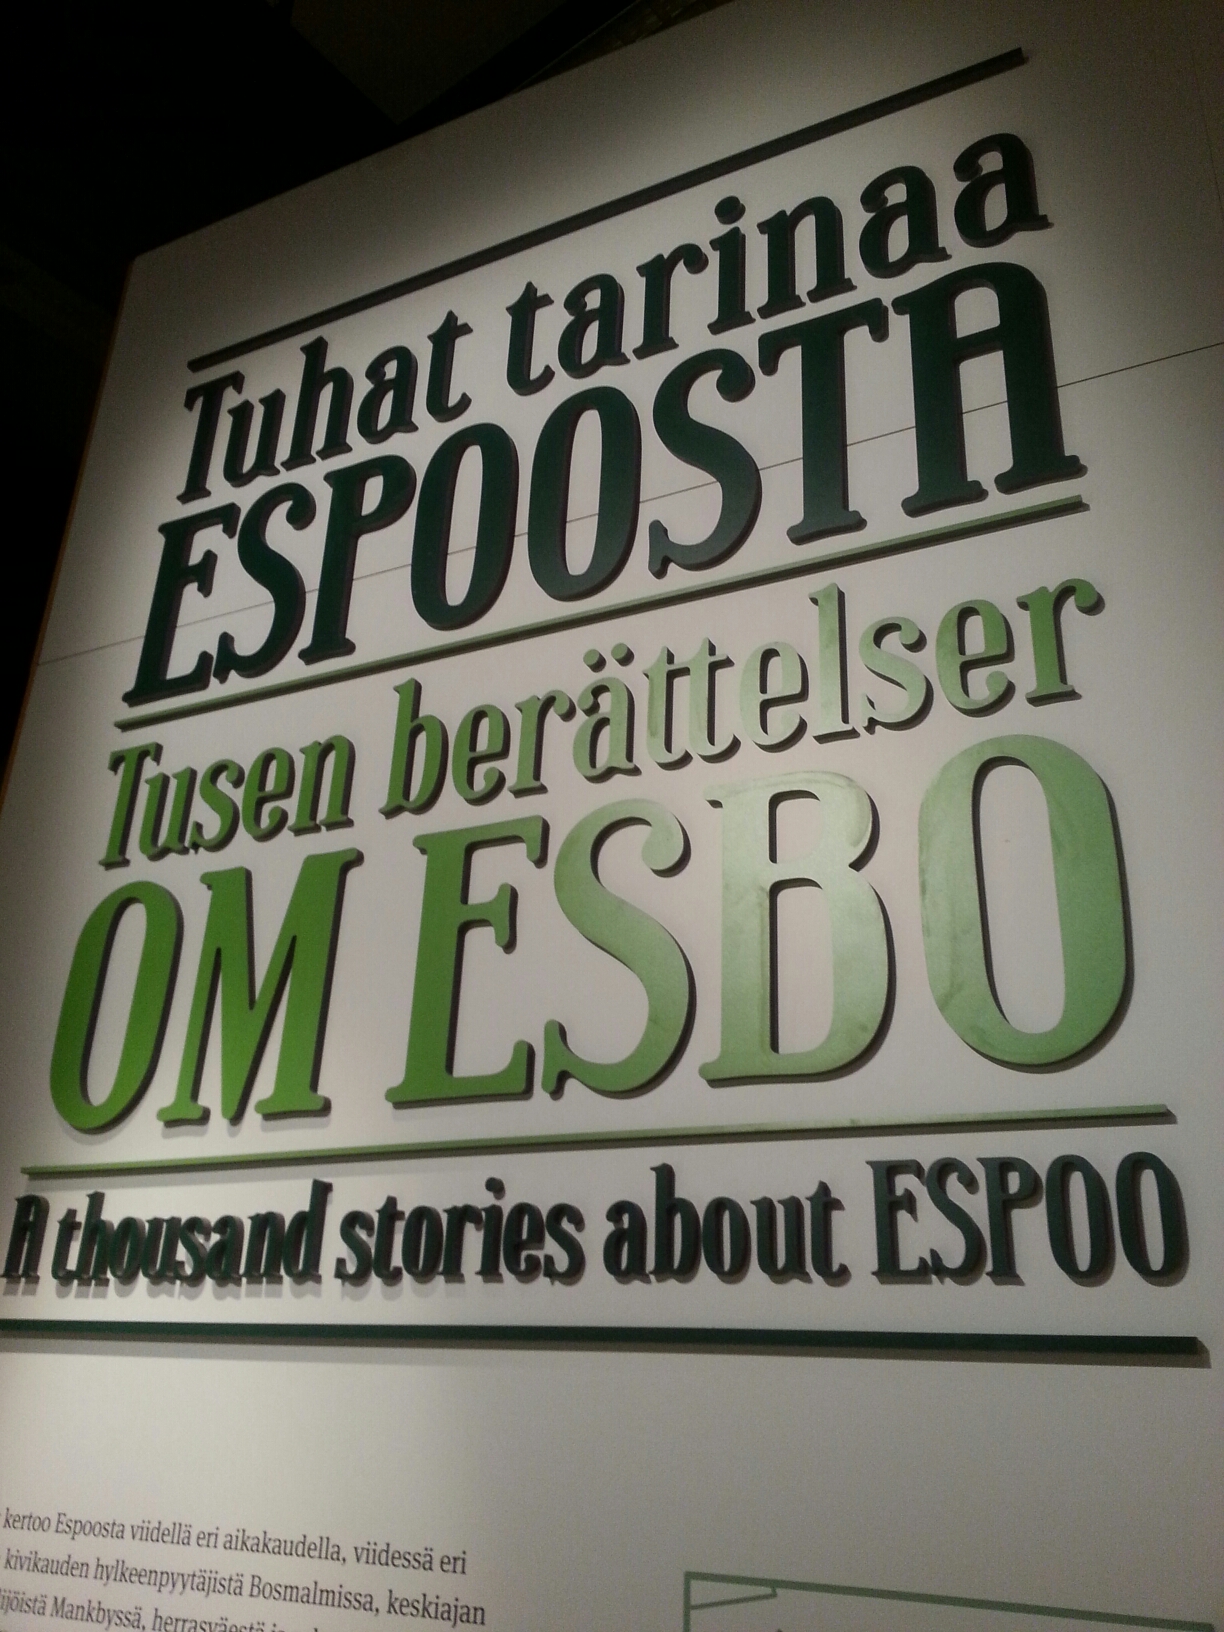 Tuhat tarinaa
ESPOOSTA
Tusen berättelser
OM ESBO
A thousand stories about ESPOO
kertoo Espoosta viidellä eri aikakaudella, viidessä eri
kivikauden hylkeenpyytäjistä Bosmalmissa, keskiajan
Mankbyssä, herrasväestä